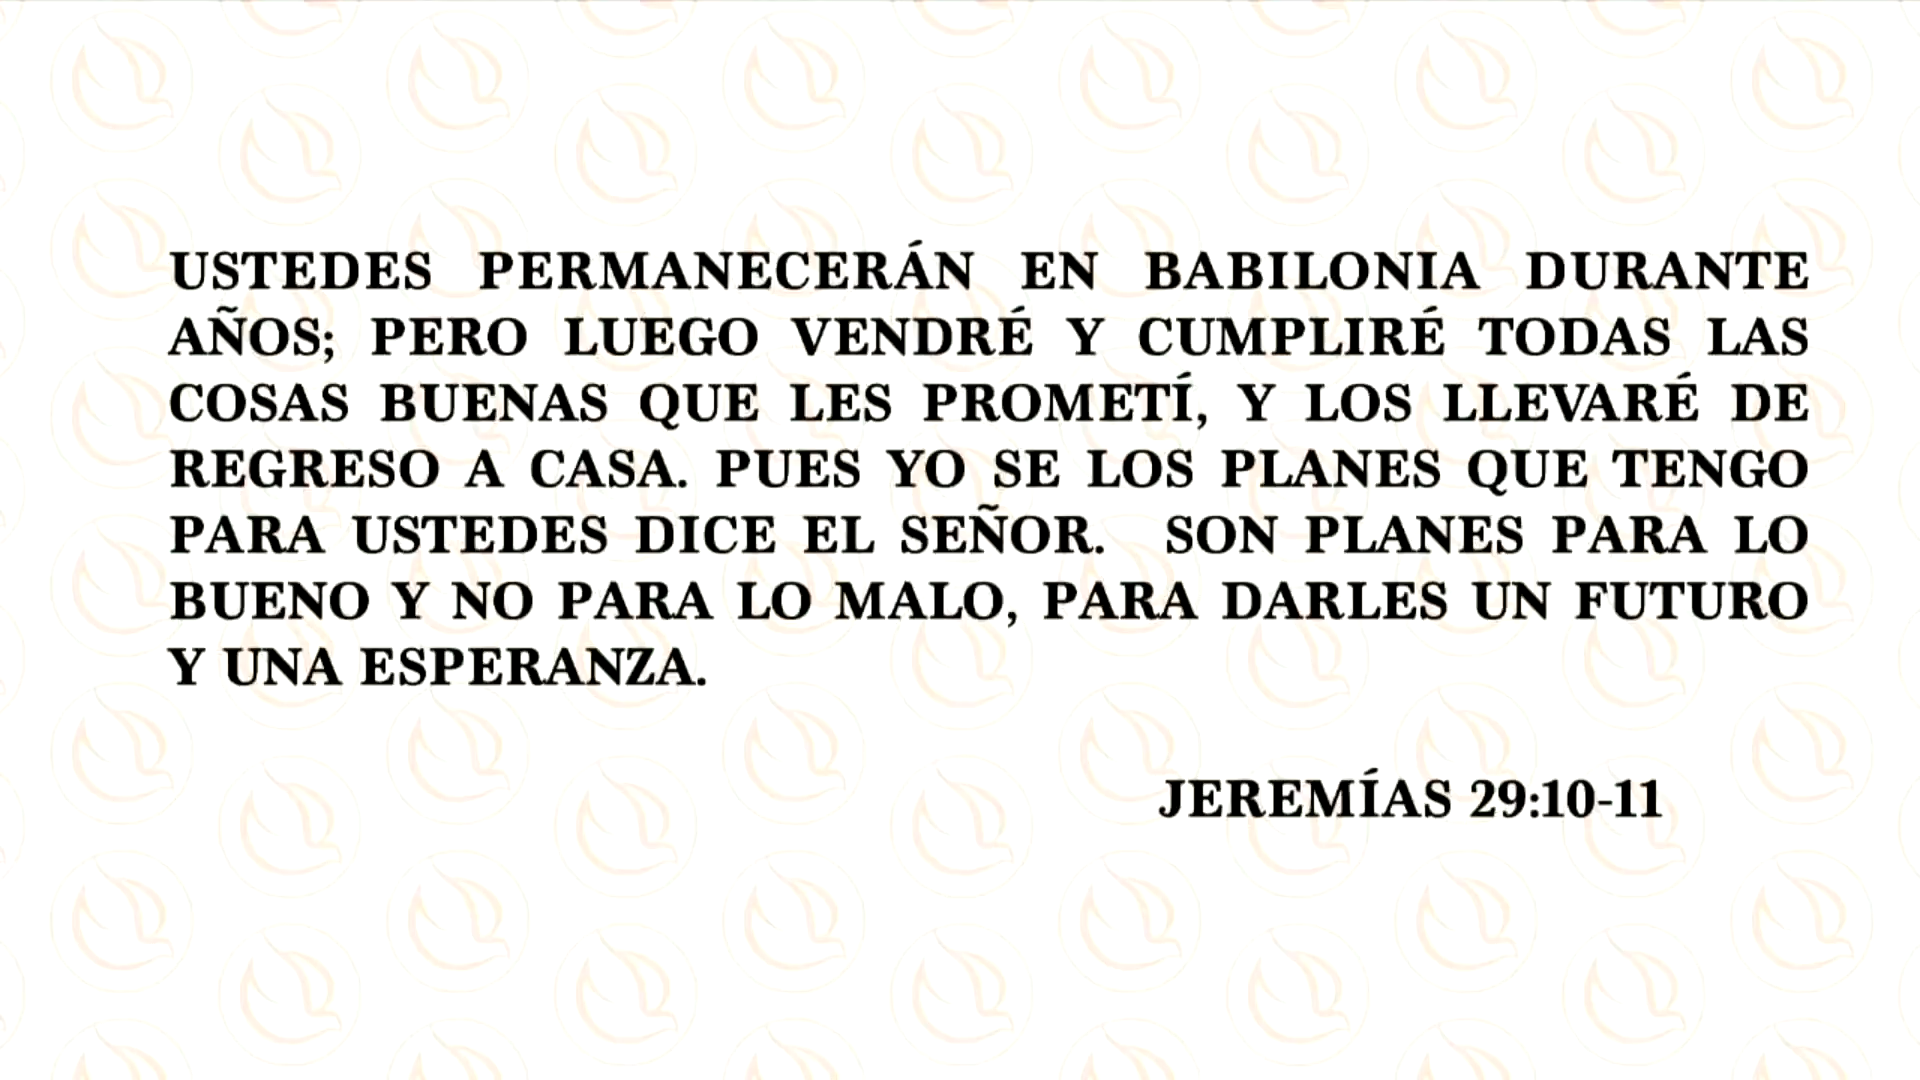 USTEDES PERMANECERÁN EN BABILONIA DURANTE
AÑOS; PERO LUEGO VENDRÉ Y CUMPLIRÉ TODAS LAS
COSAS BUENAS QUE LES PROMETÍ, Y LOS LLEVARÉ DE
REGRESO A CASA. PUES YO SE LOS PLANES QUE TENGO
PARA USTEDES DICE EL SEÑOR. SON PLANES PARA LO
BUENO Y NO PARA LO MALO, PARA DARLES UN FUTURO
Y UNA ESPERANZA.
JEREMÍAS 29:10-11